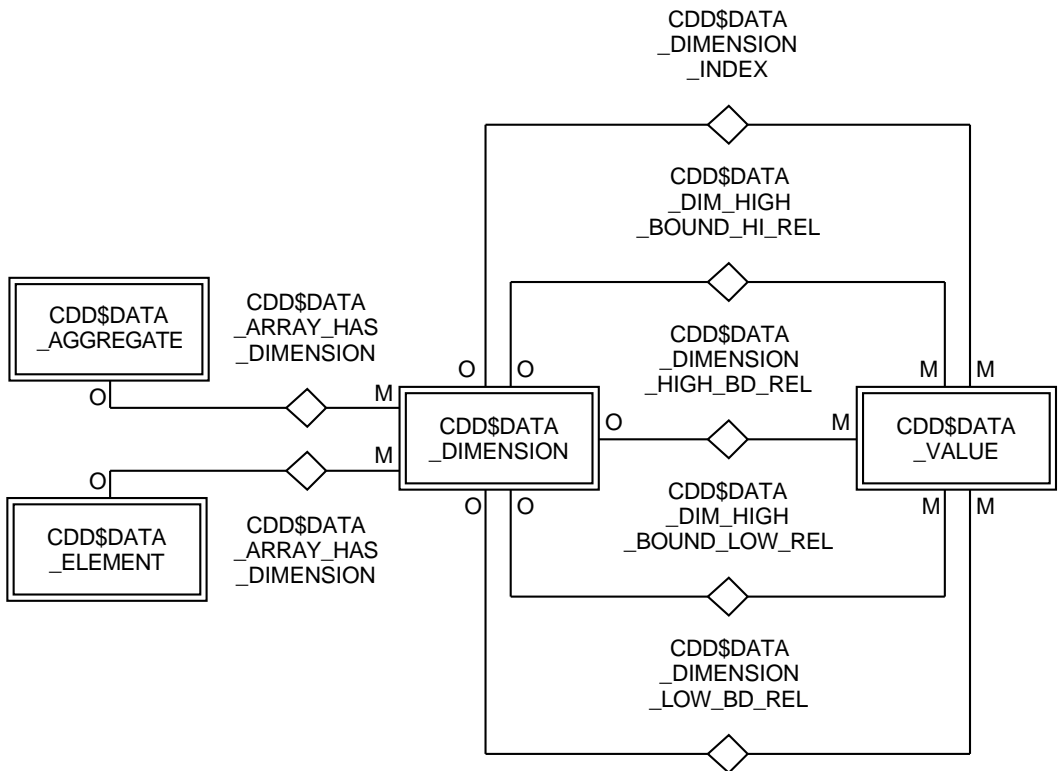 CDD$DATA
_DIMENSION
_INDEX
CDD$DATA
_DIM_HIGH
_BOUND_HI_REL
CDD$DATA
_AGGREGATE
CDD$DATA
_ARRAY_HAS
_DIMENSION
CDD$DATA
_DIMENSION
_HIGH_BD_REL
O
O
M
M
O
M
CDD$DATA
_DIMENSION
O
M
CDD$DATA
_VALUE
O
M
CDD$DATA
_ELEMENT
CDD$DATA
_ARRAY_HAS
_DIMENSION
O
O
M
M
CDD$DATA
_DIM_HIGH
_BOUND_LOW_REL
CDD$DATA
_DIMENSION
_LOW_BD_REL